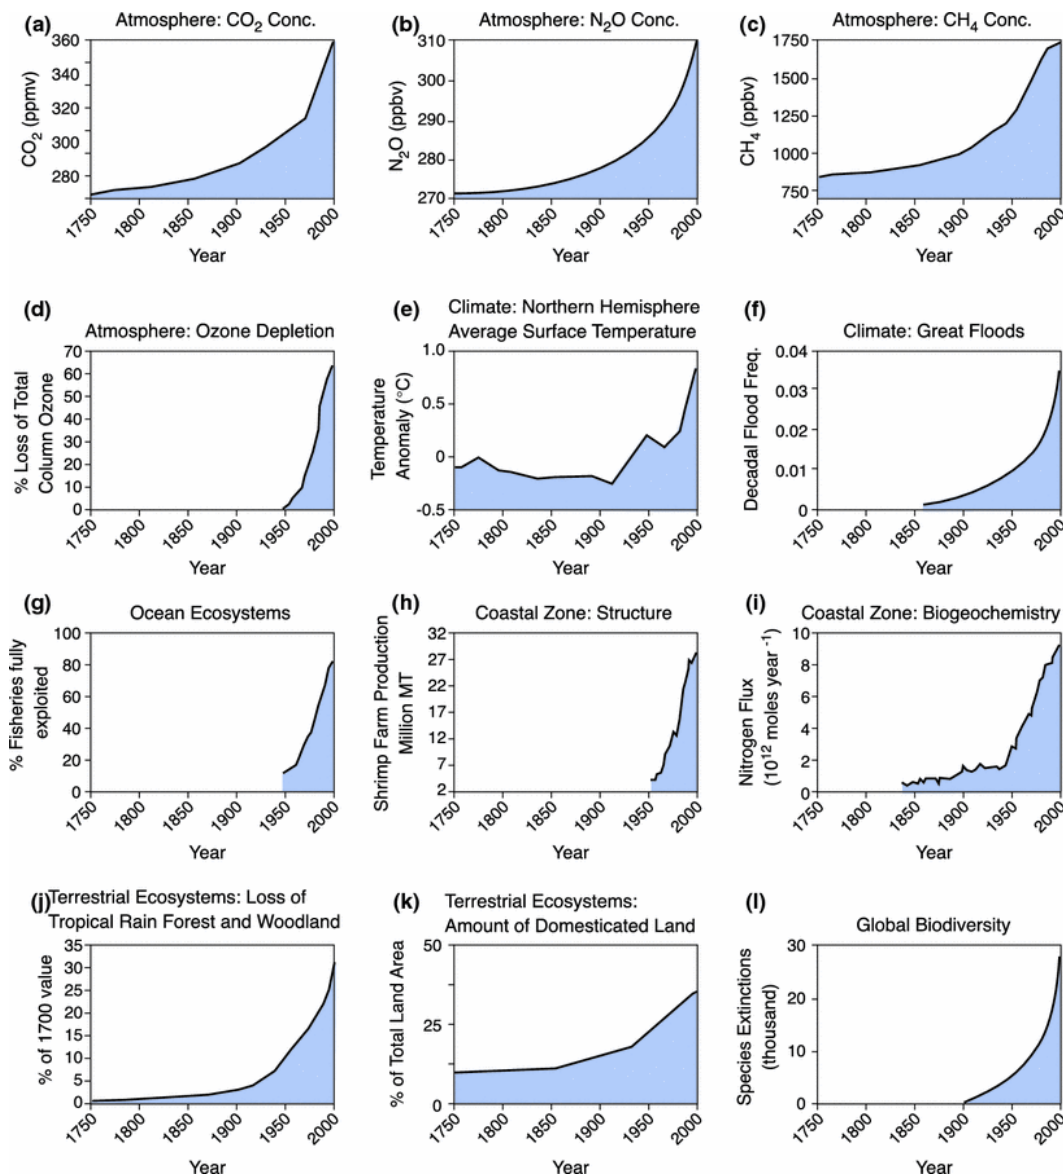 (a) Atmosphere: CO2 Conc.
CO2 (ppmv)
360
340
320
300
280
1750
1800
1850
1900
1950
2000
Year
(b) Atmosphere: N2O Conc.
N2O (ppbv)
310
300
290
280
270
1750
1800
1850
1900
1950
2000
Year
(c) Atmosphere: CH4 Conc.
CH4 (ppbv)
1750
1500
1250
1000
750
1750
1800
1850
1900
1950
2000
Year
(d)
Atmosphere: Ozone Depletion
% Loss of Total
Column Ozone
70
60
50
40
30
20
10
0
1750
1800
1850
1900
1950
2000
Year
(e) Climate: Northern Hemisphere
Average Surface Temperature
Temperature
Anomaly (°C)
1.0
0.5
0
-0.5
1750
1800
1850
1900
1950
2000
Year
(f)
Climate: Great Floods
Decadal Flood Freq.
0.04
0.03
0.02
0.01
0
1750
1800
1850
1900
1950
2000
Year
(g) Ocean Ecosystems
% Fisheries fully
exploited
100
80
60
40
20
0
1750
1800
1850
1900
1950
2000
Year
(h) Coastal Zone: Structure
Shrimp Farm Production
Million MT
32
27
22
17
12
7
2
1750
1800
1850
1900
1950
2000
Year
(i) Coastal Zone: Biogeochemistry
Nitrogen Flux
(10^12 moles year^-1)
10
8
6
4
2
0
1750
1800
1850
1900
1950
2000
Year
(j) Terrestrial Ecosystems: Loss of
Tropical Rain Forest and Woodland
% of 1700 value
35
30
25
20
15
10
5
0
1750
1800
1850
1900
1950
2000
Year
(k) Terrestrial Ecosystems:
Amount of Domesticated Land
% of Total Land Area
50
25
0
1750
1800
1850
1900
1950
2000
Year
(l)
Global Biodiversity
Species Extinctions
(thousand)
30
20
10
0
1750
1800
1850
1900
1950
2000
Year